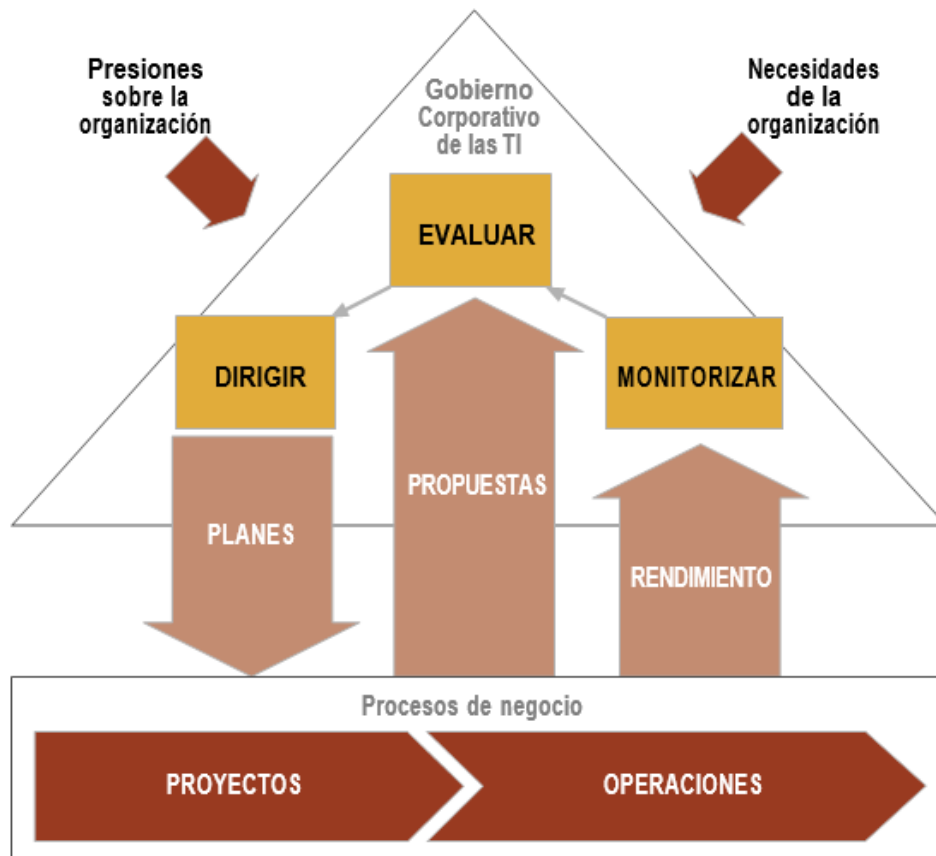 Presiones
sobre la
organización
Gobierno
Corporativo
de las TI
Necesidades
de la
organización
EVALUAR
DIRIGIR
MONITORIZAR
PLANES
PROPUESTAS
RENDIMIENTO
Procesos de negocio
PROYECTOS
OPERACIONES